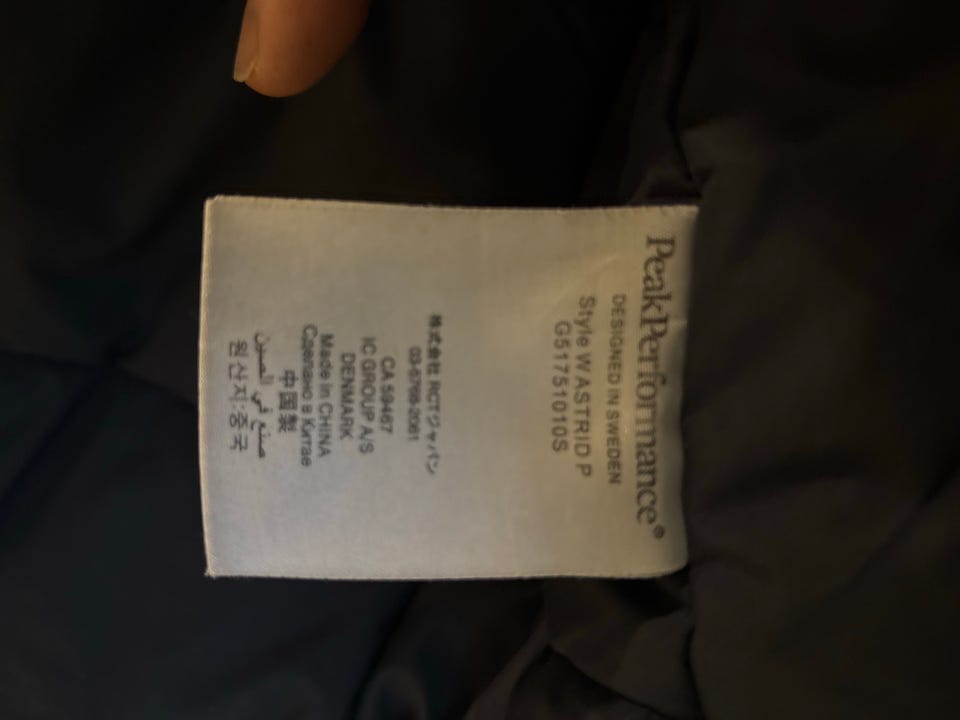 PeakPerformance®
DESIGNED IN SWEDEN
Style W ASTRID P
G51751010S
株式会社 RCTジャパン
03-5768-2061
CA 59467
IC GROUP A/S
DENMARK
Made in CHINA
Сделано в Китае
中国製
صنع في الصين
원산지:중국